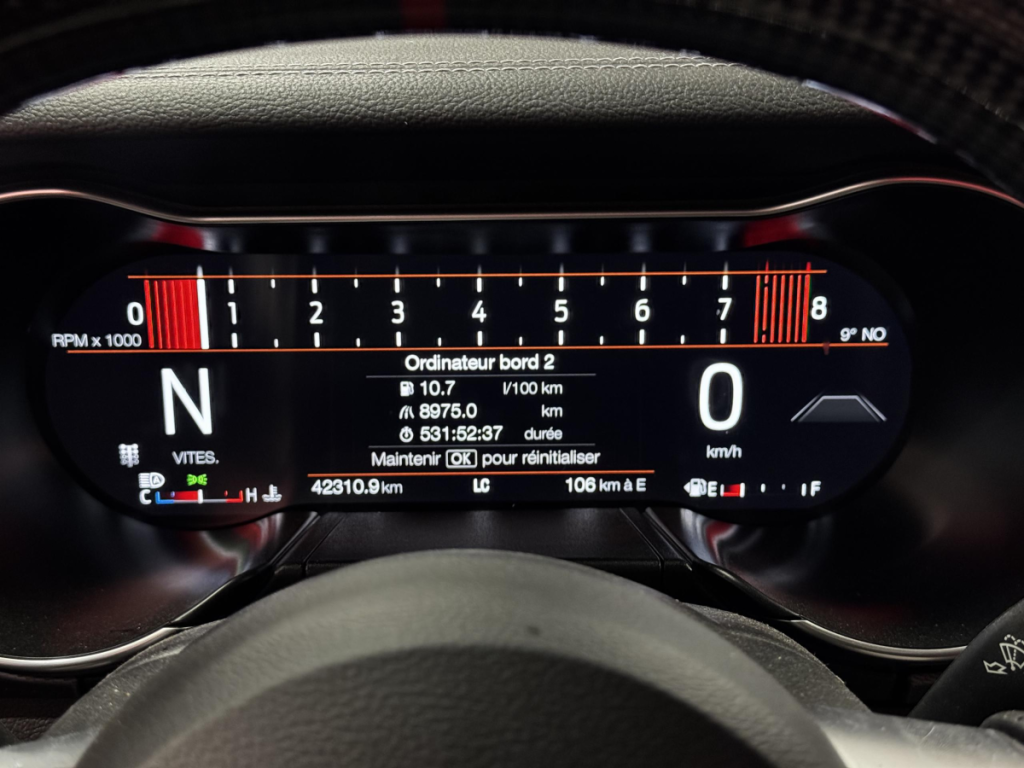 0 1 2 3 4 5 6 7 8
RPM x 1000
9° NO
Ordinateur bord 2
10.7 l/100 km
8975.0 km
531:52:37 durée
Maintenir OK pour réinitialiser
N
VITES.
0
km/h
A
C H
42310.9 km LC 106 km à E
E F